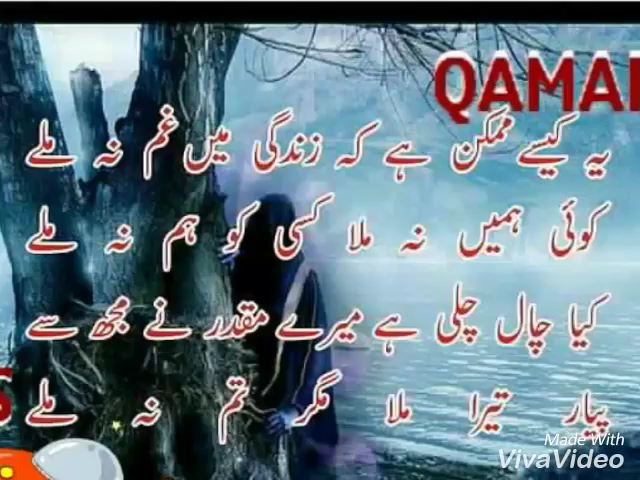 QAMAR
یہ کیسے ممکن ہے کہ زندگی میں غم نہ ملے
کوئی ہمیں نہ ملا کسی کو ہم نہ ملے
کیا چال چلی ہے میرے مقدر نے مجھ سے
پیار تیرا ملا مگر تم نہ ملے
S
Made With
VivaVideo